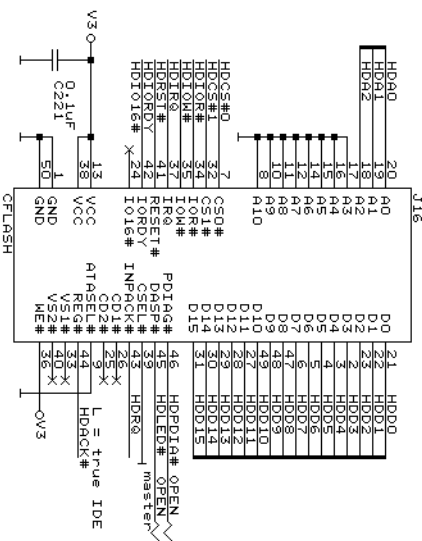 J16
HDA0 20 A0 D0 21 HDD0
HDA1 19 A1 D1 22 HDD1
HDA2 18 A2 D2 23 HDD2
17 A3 D3 2 HDD3
16 A4 D4 3 HDD4
15 A5 D5 4 HDD5
14 A6 D6 5 HDD6
12 A7 D7 6 HDD7
11 A8 D8 47 HDD8
10 A9 D9 48 HDD9
8 A10 D10 49 HDD10
D11 27 HDD11
D12 28 HDD12
HDCS#0 7 CS0# D13 29 HDD13
HDCS#1 32 CS1# D14 30 HDD14
HDIOR# 34 IOR# D15 31 HDD15
HDIOW# 35 IOW#
HDIRQ 37 IRQ PDIAG# 46 HDPDIA# OPEN
HDRST# 41 RESET# DASP# 45 HDLED# OPEN
HDIORDY 42 IORDY CSEL# 39 master
HDIO16# 24 IO16# INPACK# 43 HDRQ
CD1# 26
CD2# 25
V3 13 VCC ATASEL# 9 L = true IDE
38 VCC REG# 44 HDACK#
0.1uF VS1# 33
C221 1 GND VS2# 40
50 GND WE# 36 V3
CFLASH